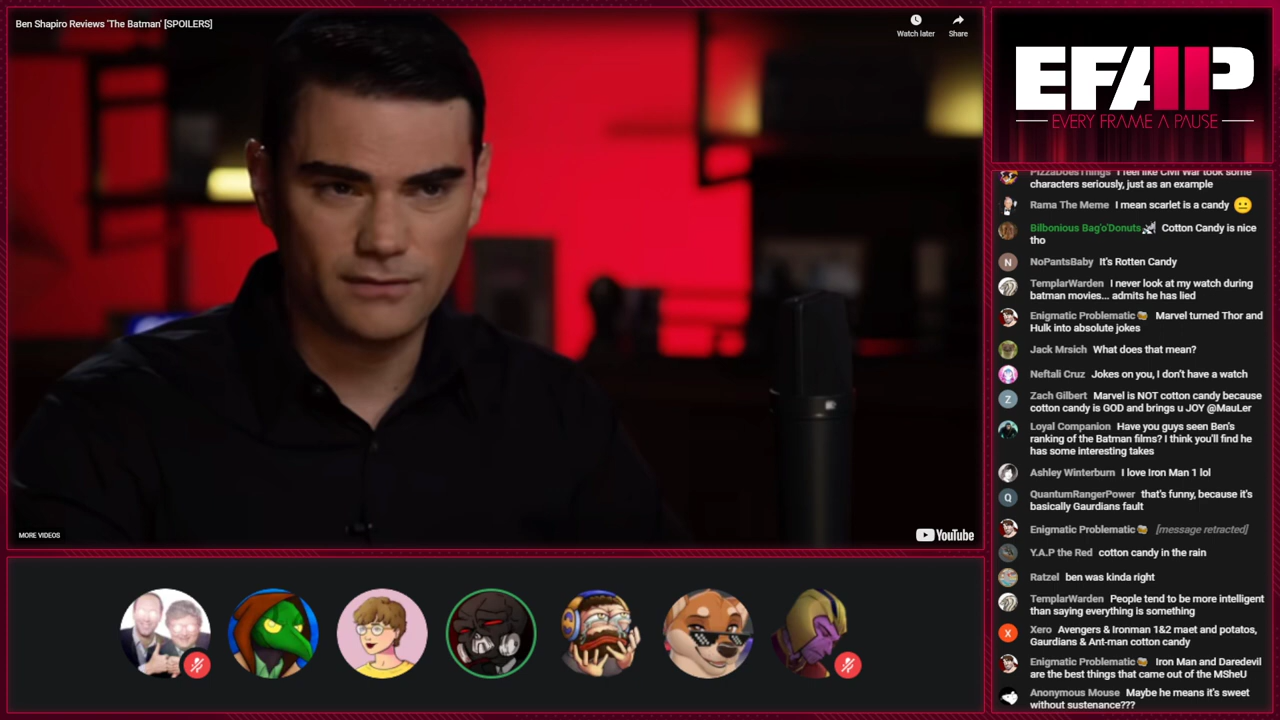 Ben Shapiro Reviews 'The Batman' [SPOILERS]
Watch later
Share
MORE VIDEOS
YouTube
EFAP
EVERY FRAME A PAUSE
PizzaDoesThings I feel like Civil War took some
characters seriously, just as an example
Rama The Meme I mean scarlet is a candy
Bilbonious Bag'o'Donuts Cotton Candy is nice
tho
N
NoPantsBaby It's Rotten Candy
TemplarWarden I never look at my watch during
batman movies... admits he has lied
Enigmatic Problematic Marvel turned Thor and
Hulk into absolute jokes
Jack Mrsich What does that mean?
Neftali Cruz Jokes on you, I don't have a watch
Z
Zach Gilbert Marvel is NOT cotton candy because
cotton candy is GOD and brings u JOY @MauLer
Loyal Companion Have you guys seen Ben's
ranking of the Batman films? I think you'll find he
has some interesting takes
Ashley Winterburn I love Iron Man 1 lol
Q
QuantumRangerPower that's funny, because it's
basically Gaurdians fault
Enigmatic Problematic [message retracted]
Y.A.P the Red cotton candy in the rain
Ratzel ben was kinda right
TemplarWarden People tend to be more intelligent
than saying everything is something
X
Xero Avengers & Ironman 1&2 maet and potatos,
Gaurdians & Ant-man cotton candy
Enigmatic Problematic Iron Man and Daredevil
are the best things that came out of the MSheU
Anonymous Mouse Maybe he means it's sweet
without sustenance???